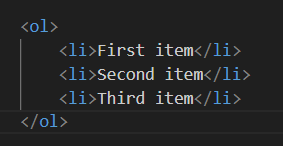 <ol>
    <li>First item</li>
    <li>Second item</li>
    <li>Third item</li>
</ol>